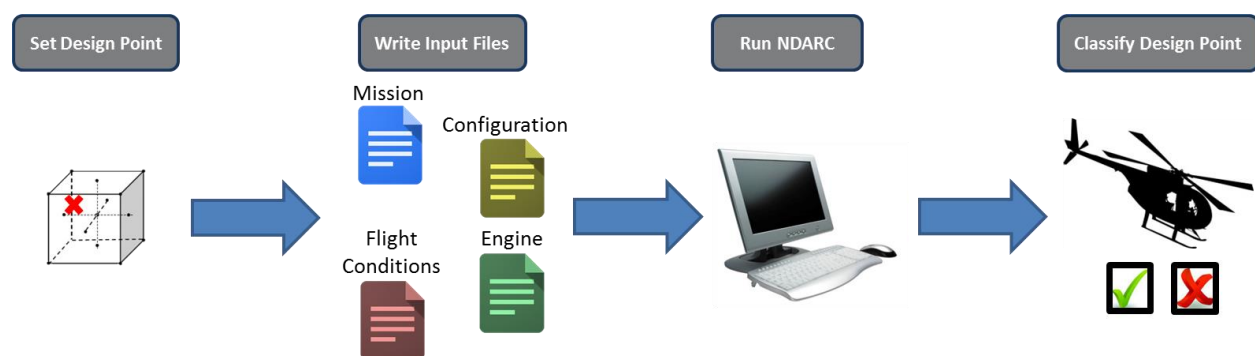 Set Design Point
Write Input Files
Run NDARC
Classify Design Point
Mission
Configuration
Flight
Conditions
Engine